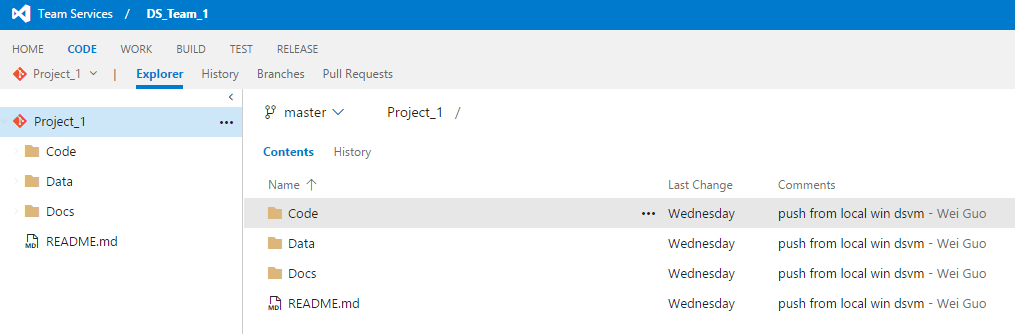 Team Services / DS_Team_1
HOME CODE WORK BUILD TEST RELEASE
Project_1 | Explorer History Branches Pull Requests
<
Project_1 •••
Code
Data
Docs
MD README.md
master Project_1 /
Contents History
Name ↑ Last Change Comments
Code ••• Wednesday push from local win dsvm - Wei Guo
Data Wednesday push from local win dsvm - Wei Guo
Docs Wednesday push from local win dsvm - Wei Guo
MD README.md Wednesday push from local win dsvm - Wei Guo